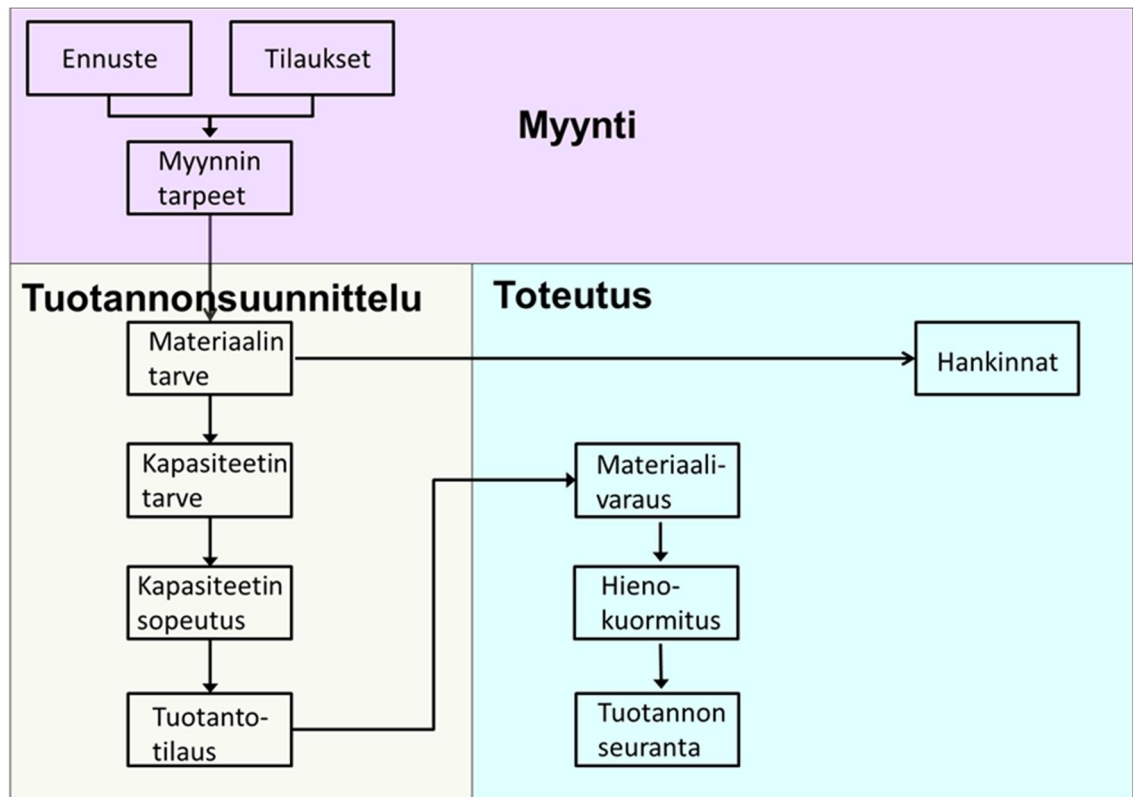 Ennuste
Tilaukset
Myynti
Myynnin
tarpeet
Tuotannonsuunnittelu
Toteutus
Materiaalin
tarve
Hankinnat
Kapasiteetin
tarve
Materiaali-
varaus
Kapasiteetin
sopeutus
Hieno-
kuormitus
Tuotanto-
tilaus
Tuotannon
seuranta